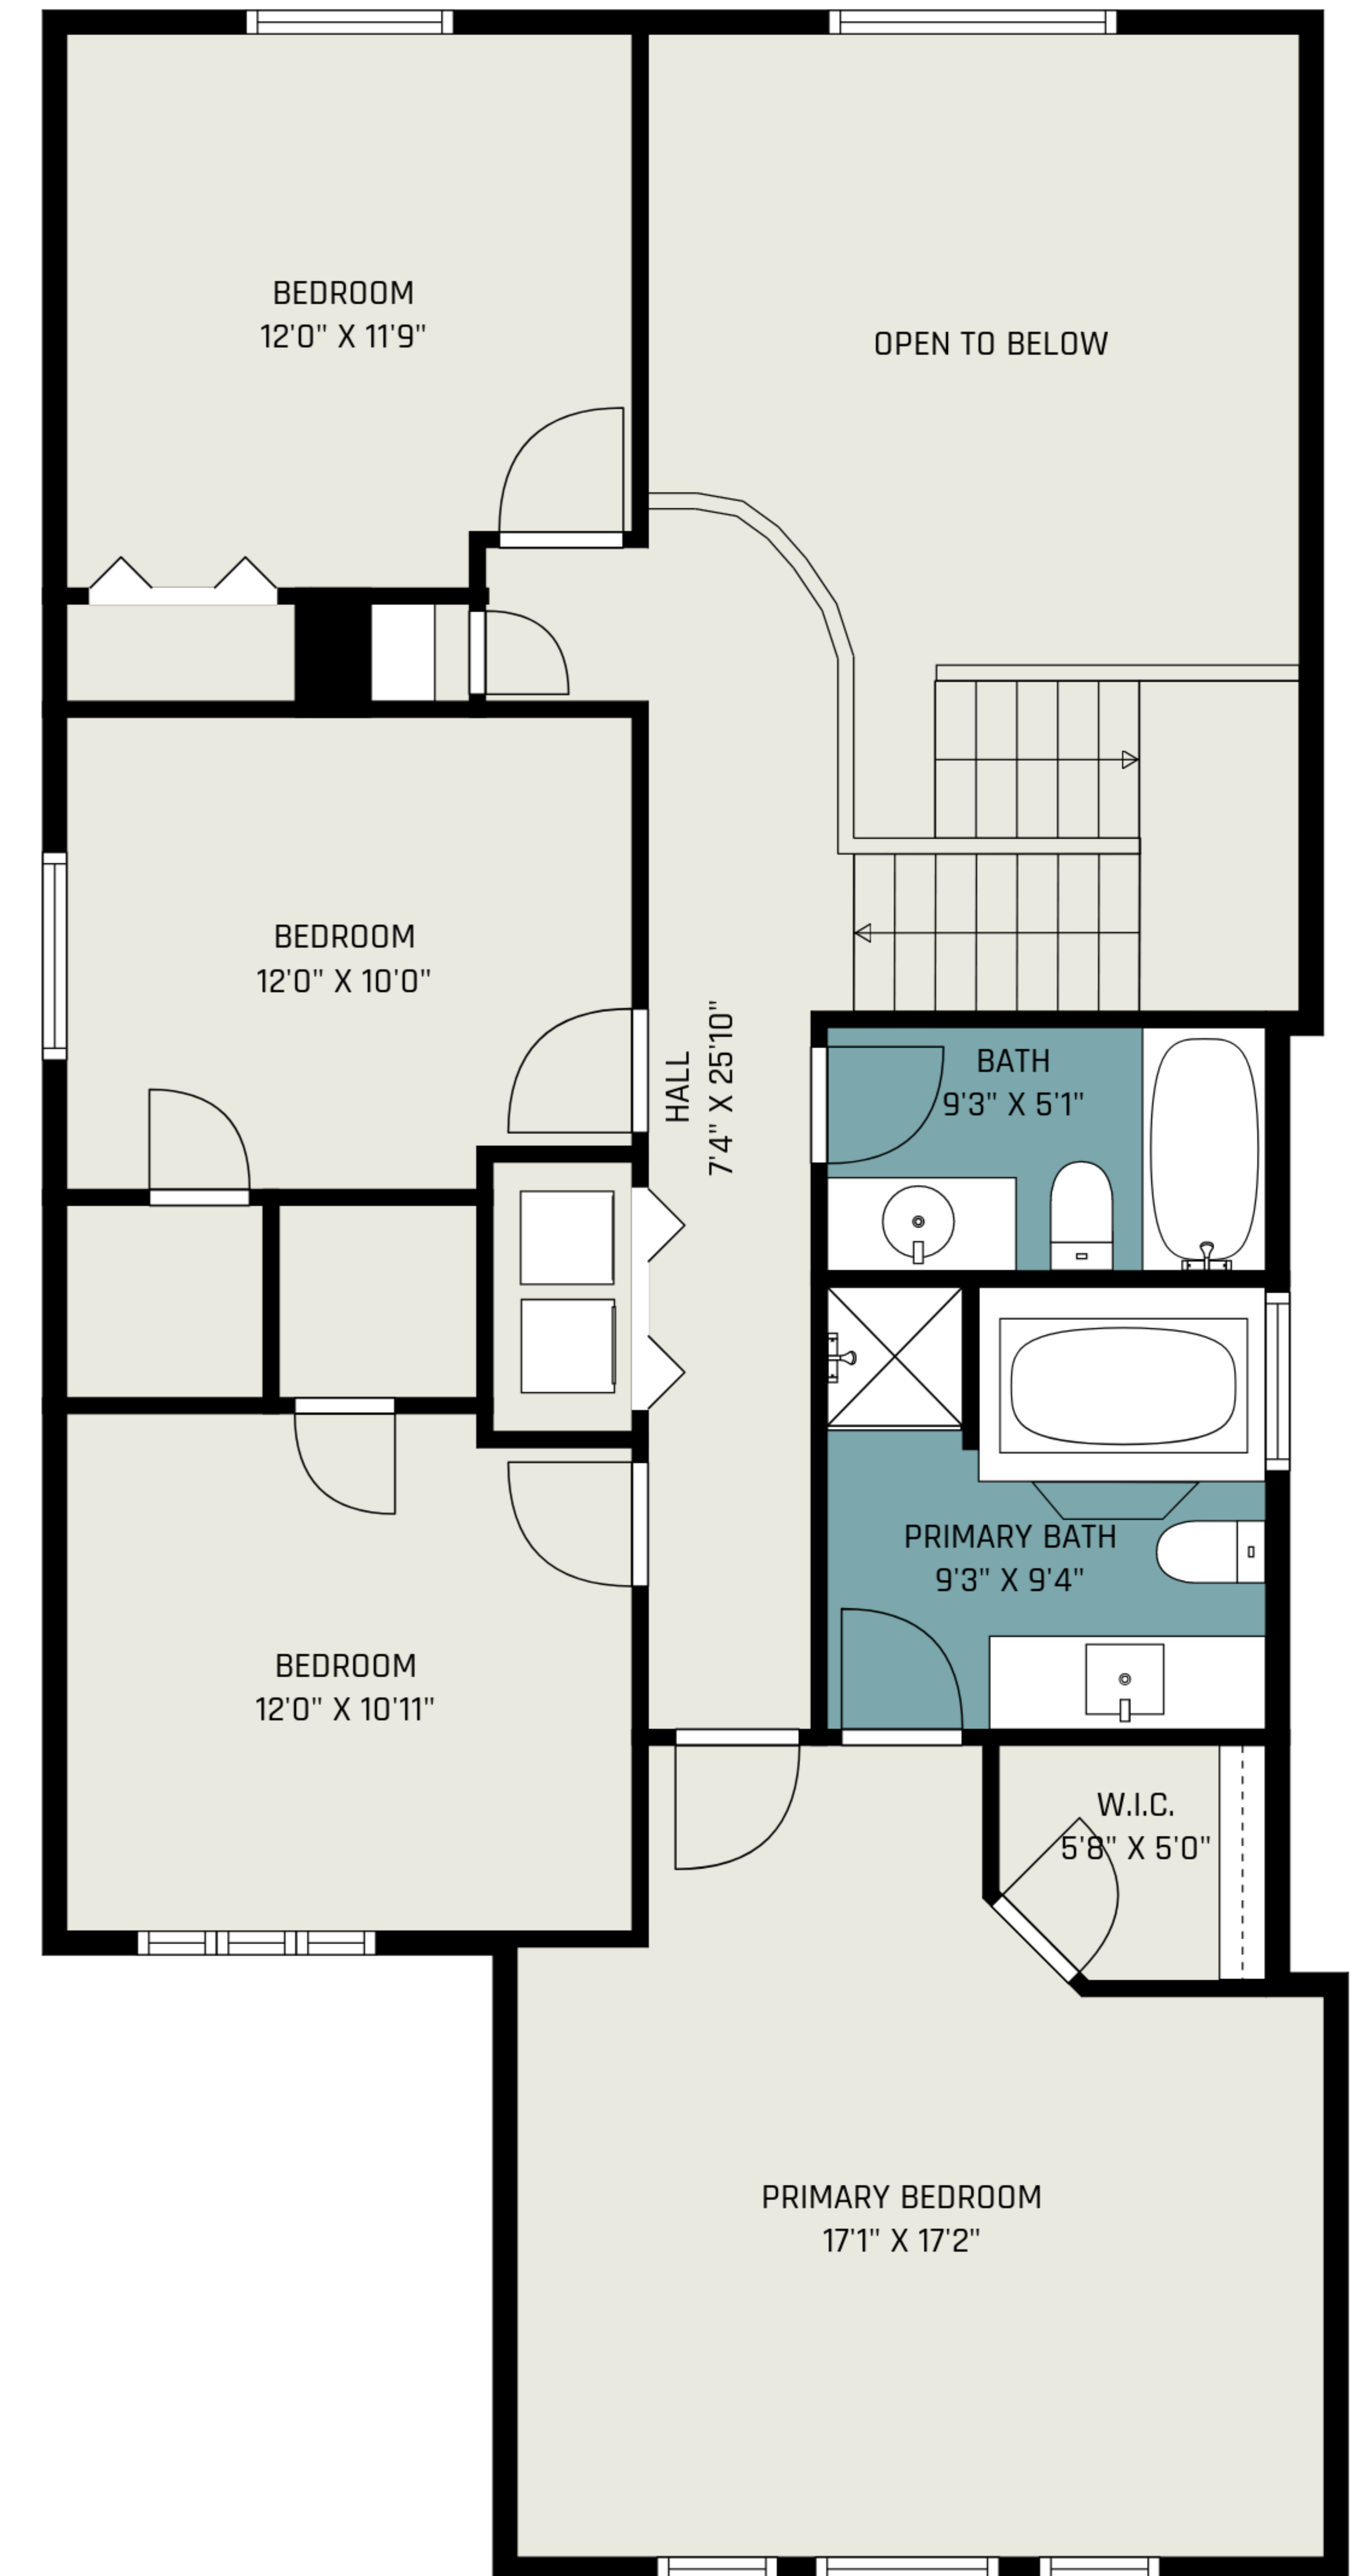 BEDROOM
12'0" X 11'9"
OPEN TO BELOW
BEDROOM
12'0" X 10'0"
HALL
7'4" X 25'10"
BATH
9'3" X 5'1"
PRIMARY BATH
9'3" X 9'4"
BEDROOM
12'0" X 10'11"
W.I.C.
5'8" X 5'0"
PRIMARY BEDROOM
17'1" X 17'2"